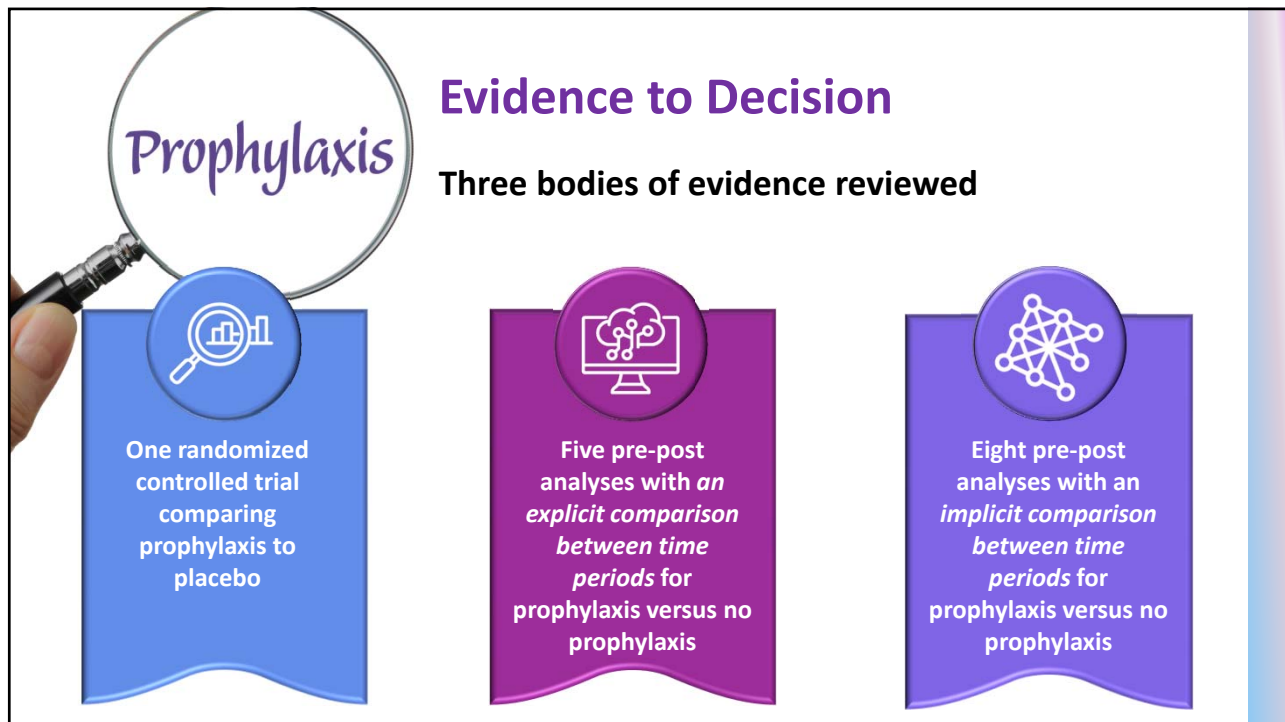 Prophylaxis
Evidence to Decision
Three bodies of evidence reviewed
One randomized
controlled trial
comparing
prophylaxis to
placebo
Five pre-post
analyses with an
explicit comparison
between time
periods for
prophylaxis versus no
prophylaxis
Eight pre-post
analyses with an
implicit comparison
between time
periods for
prophylaxis versus no
prophylaxis